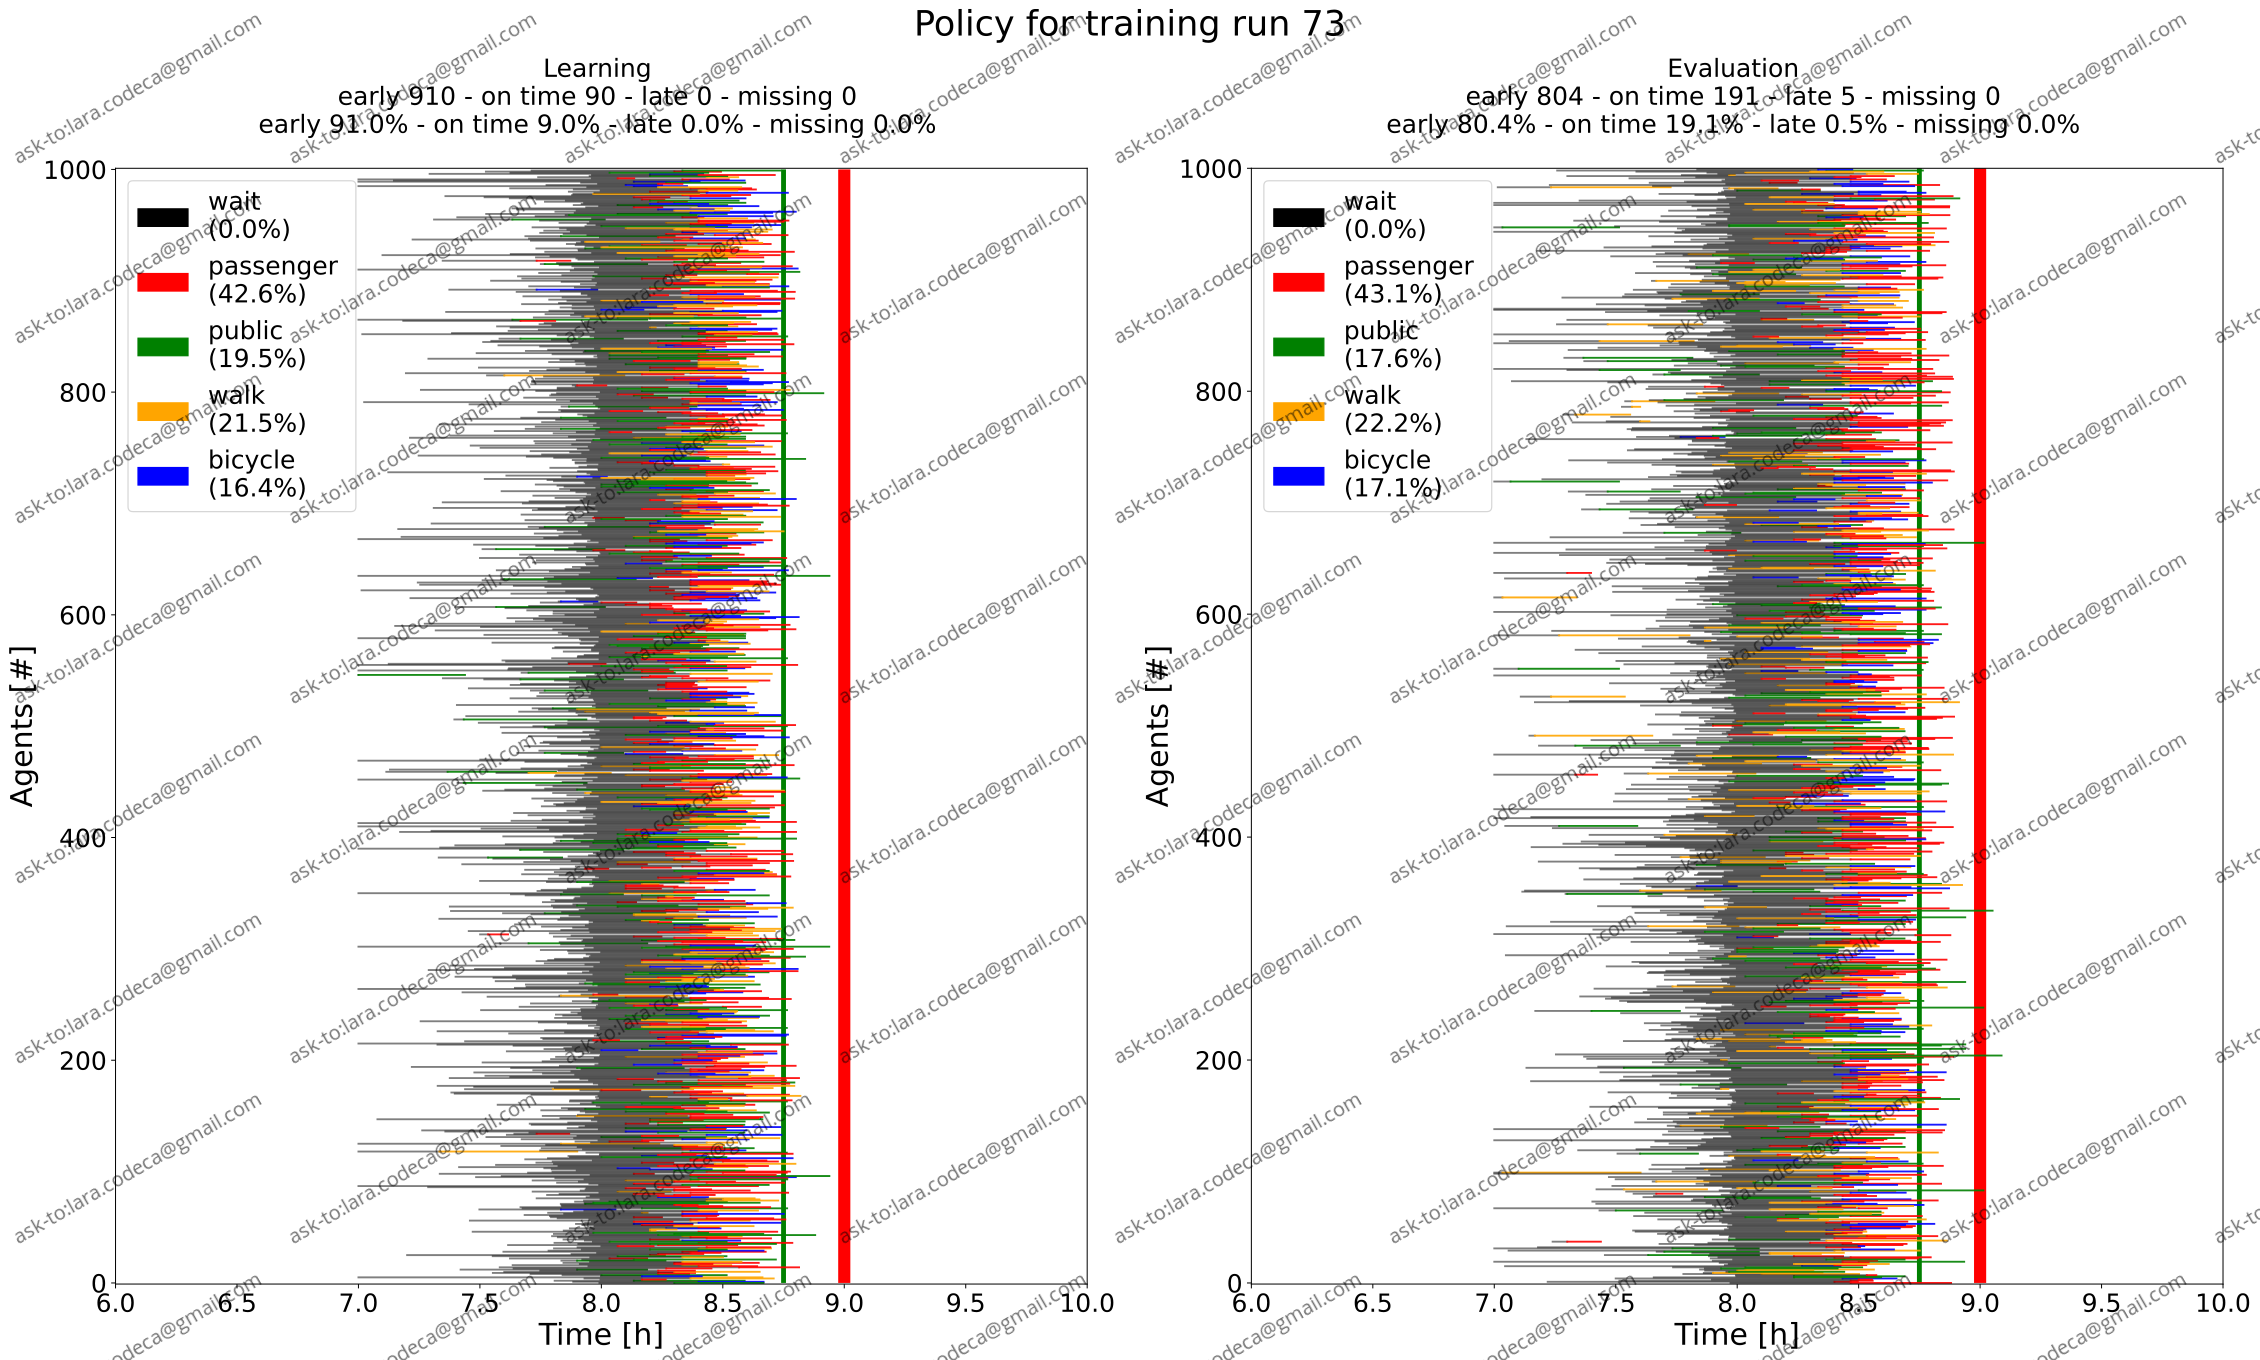 Policy for training run 73
Learning
early 910 - on time 90 - late 0 - missing 0
early 91.0% - on time 9.0% - late 0.0% - missing 0.0%
Agents [#]
1000
800
600
400
200
0
wait
(0.0%)
passenger
(42.6%)
public
(19.5%)
walk
(21.5%)
bicycle
(16.4%)
6.0 6.5 7.0 7.5 8.0 8.5 9.0 9.5 10.0
Time [h]
Evaluation
early 804 - on time 191 - late 5 - missing 0
early 80.4% - on time 19.1% - late 0.5% - missing 0.0%
Agents [#]
1000
800
600
400
200
0
wait
(0.0%)
passenger
(43.1%)
public
(17.6%)
walk
(22.2%)
bicycle
(17.1%)
6.0 6.5 7.0 7.5 8.0 8.5 9.0 9.5 10.0
Time [h]
ask-to:lara.codeca@gmail.com